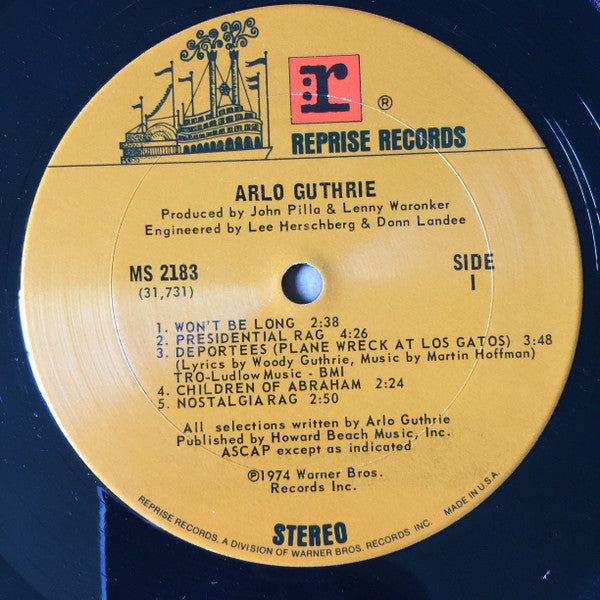 r
®
REPRISE RECORDS
ARLO GUTHRIE
Produced by John Pilla & Lenny Waronker
Engineered by Lee Herschberg & Donn Landee
MS 2183
(31,731)
SIDE
1
1. WON'T BE LONG 2:38
2. PRESIDENTIAL RAG 4:26
3. DEPORTEES (PLANE WRECK AT LOS GATOS) 3:48
(Lyrics by Woody Guthrie, Music by Martin Hoffman)
TRO-Ludlow Music - BMI
4. CHILDREN OF ABRAHAM 2:24
5. NOSTALGIA RAG 2:50
All selections written by Arlo Guthrie
Published by Howard Beach Music, Inc.
ASCAP except as indicated
℗1974 Warner Bros.
Records Inc.
STEREO
REPRISE RECORDS, A DIVISION OF WARNER BROS. RECORDS INC. MADE IN U.S.A.